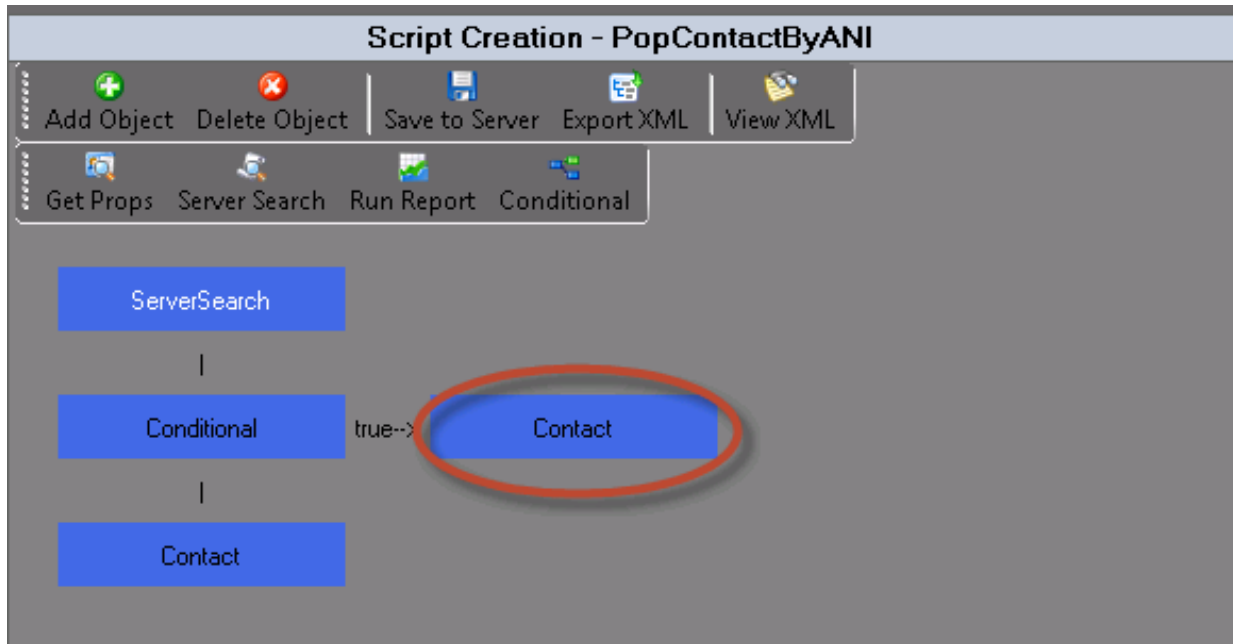 Script Creation - PopContactByANI
Add Object Delete Object Save to Server Export XML View XML
Get Props Server Search Run Report Conditional
ServerSearch
|
Conditional true--> Contact
|
Contact